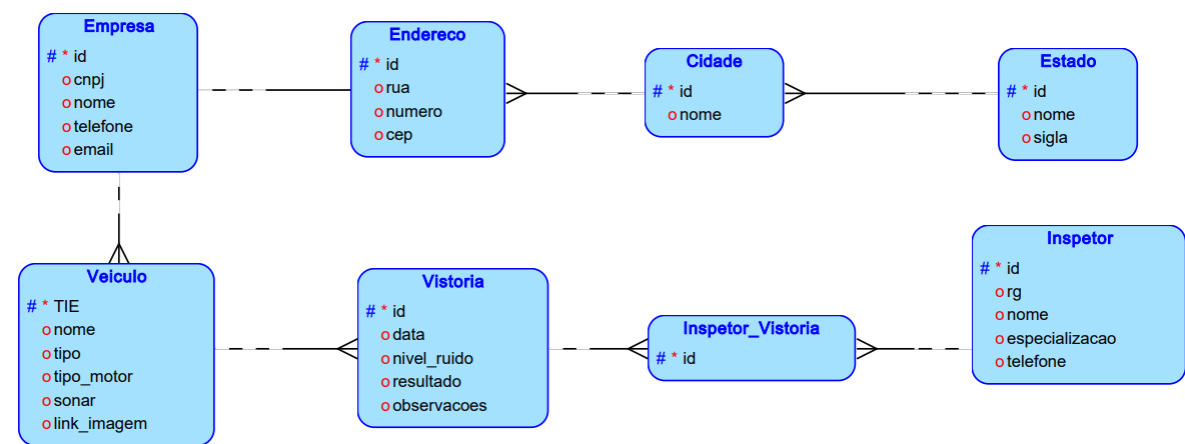 Empresa
# * id
o cnpj
o nome
o telefone
o email
Endereco
# * id
o rua
o numero
o cep
Cidade
# * id
o nome
Estado
# * id
o nome
o sigla
Veiculo
# * TIE
o nome
o tipo
o tipo_motor
o sonar
o link_imagem
Vistoria
# * id
o data
o nivel_ruido
o resultado
o observacoes
Inspetor_Vistoria
# * id
Inspetor
# * id
o rg
o nome
o especializacao
o telefone